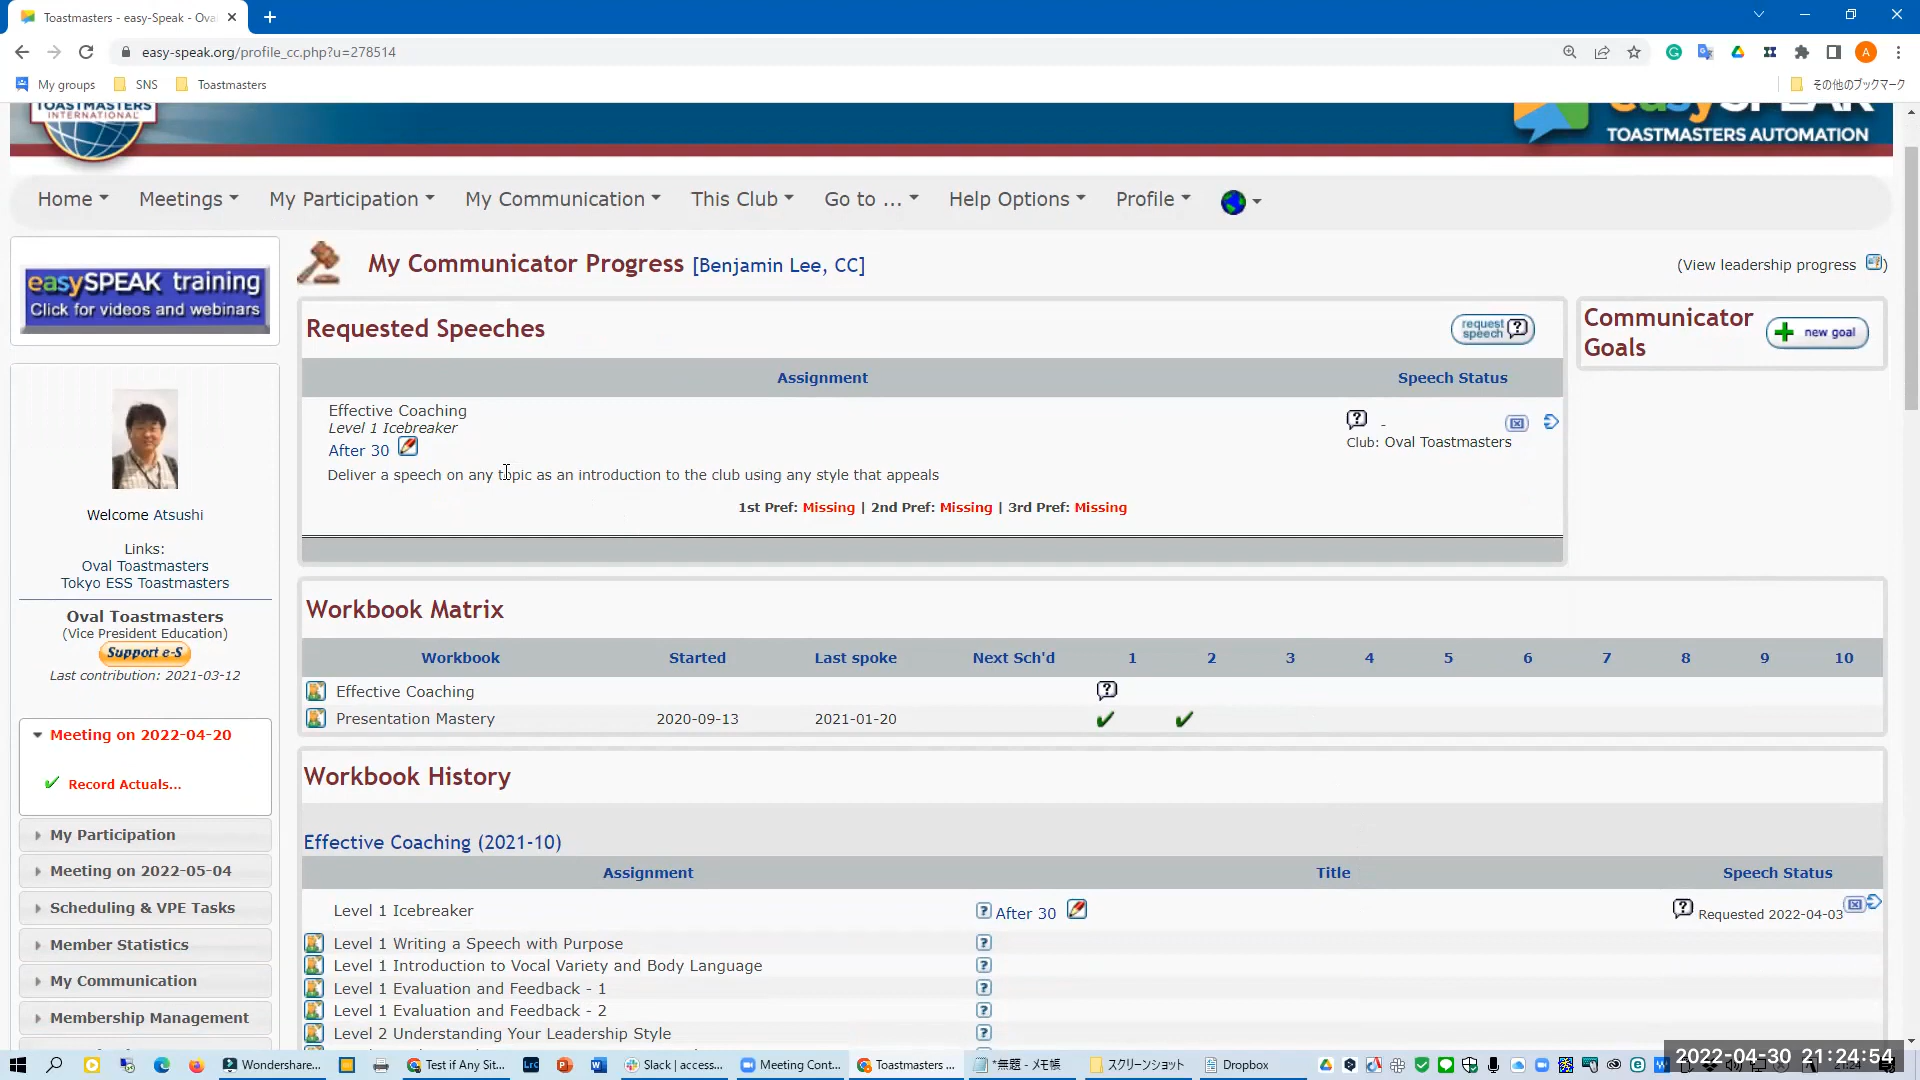 Toastmasters - easy-Speak - Ova
easy-speak.org/profile_cc.php?u=278514
A
My groups
SNS
Toastmasters
その他のブックマーク
TOASTMASTERS
INTERNATIONAL
easySPEAK
TOASTMASTERS AUTOMATION
Home
Meetings
My Participation
My Communication
This Club
Go to ...
Help Options
Profile
easySPEAK training
Click for videos and webinars
My Communicator Progress [Benjamin Lee, CC]
(View leadership progress )
Requested Speeches
request speech
Communicator Goals
new goal
Assignment
Speech Status
Effective Coaching
Level 1 Icebreaker
After 30
-
Club: Oval Toastmasters
Deliver a speech on any topic as an introduction to the club using any style that appeals
1st Pref: Missing | 2nd Pref: Missing | 3rd Pref: Missing
Welcome Atsushi
Links:
Oval Toastmasters
Tokyo ESS Toastmasters
Oval Toastmasters
(Vice President Education)
Support e-S
Last contribution: 2021-03-12
Meeting on 2022-04-20
Record Actuals...
My Participation
Meeting on 2022-05-04
Scheduling & VPE Tasks
Member Statistics
My Communication
Membership Management
Workbook Matrix
Workbook Started Last spoke Next Sch'd 1 2 3 4 5 6 7 8 9 10
Effective Coaching
Presentation Mastery 2020-09-13 2021-01-20
Workbook History
Effective Coaching (2021-10)
Assignment Title Speech Status
Level 1 Icebreaker After 30 Requested 2022-04-03
Level 1 Writing a Speech with Purpose
Level 1 Introduction to Vocal Variety and Body Language
Level 1 Evaluation and Feedback - 1
Level 1 Evaluation and Feedback - 2
Level 2 Understanding Your Leadership Style
Wondershare...
Test if Any Sit...
Lrc
Slack | access...
Meeting Cont...
Toastmasters ...
*無題 - メモ帳
スクリーンショット
Dropbox
2022-04-30 21:24:54